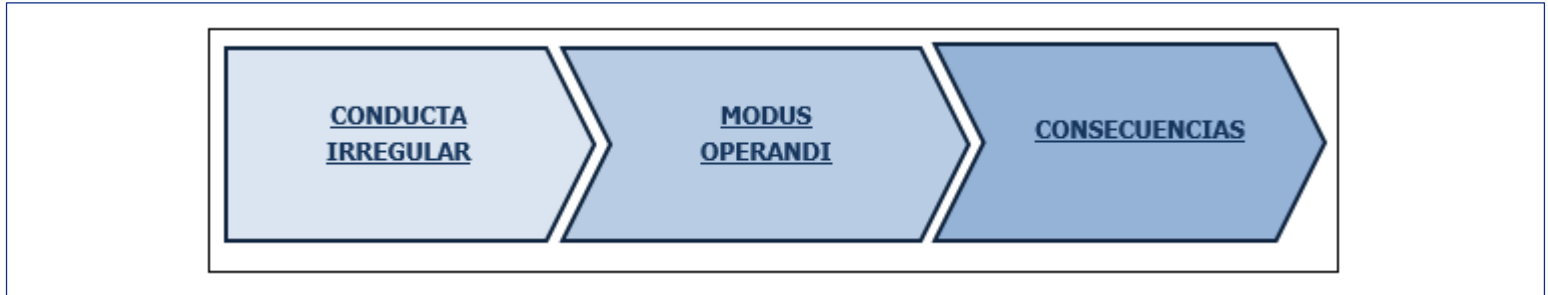 CONDUCTA
IRREGULAR
MODUS
OPERANDI
CONSECUENCIAS